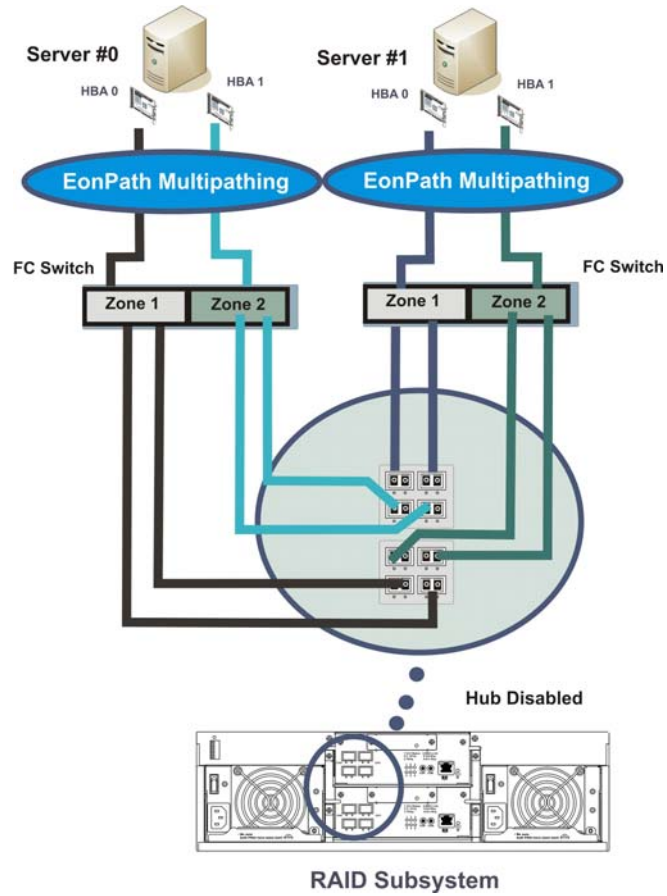 Server #0
HBA 0
HBA 1
Server #1
HBA 0
HBA 1
EonPath Multipathing
EonPath Multipathing
FC Switch
Zone 1
Zone 2
FC Switch
Zone 1
Zone 2
Hub Disabled
RAID Subsystem